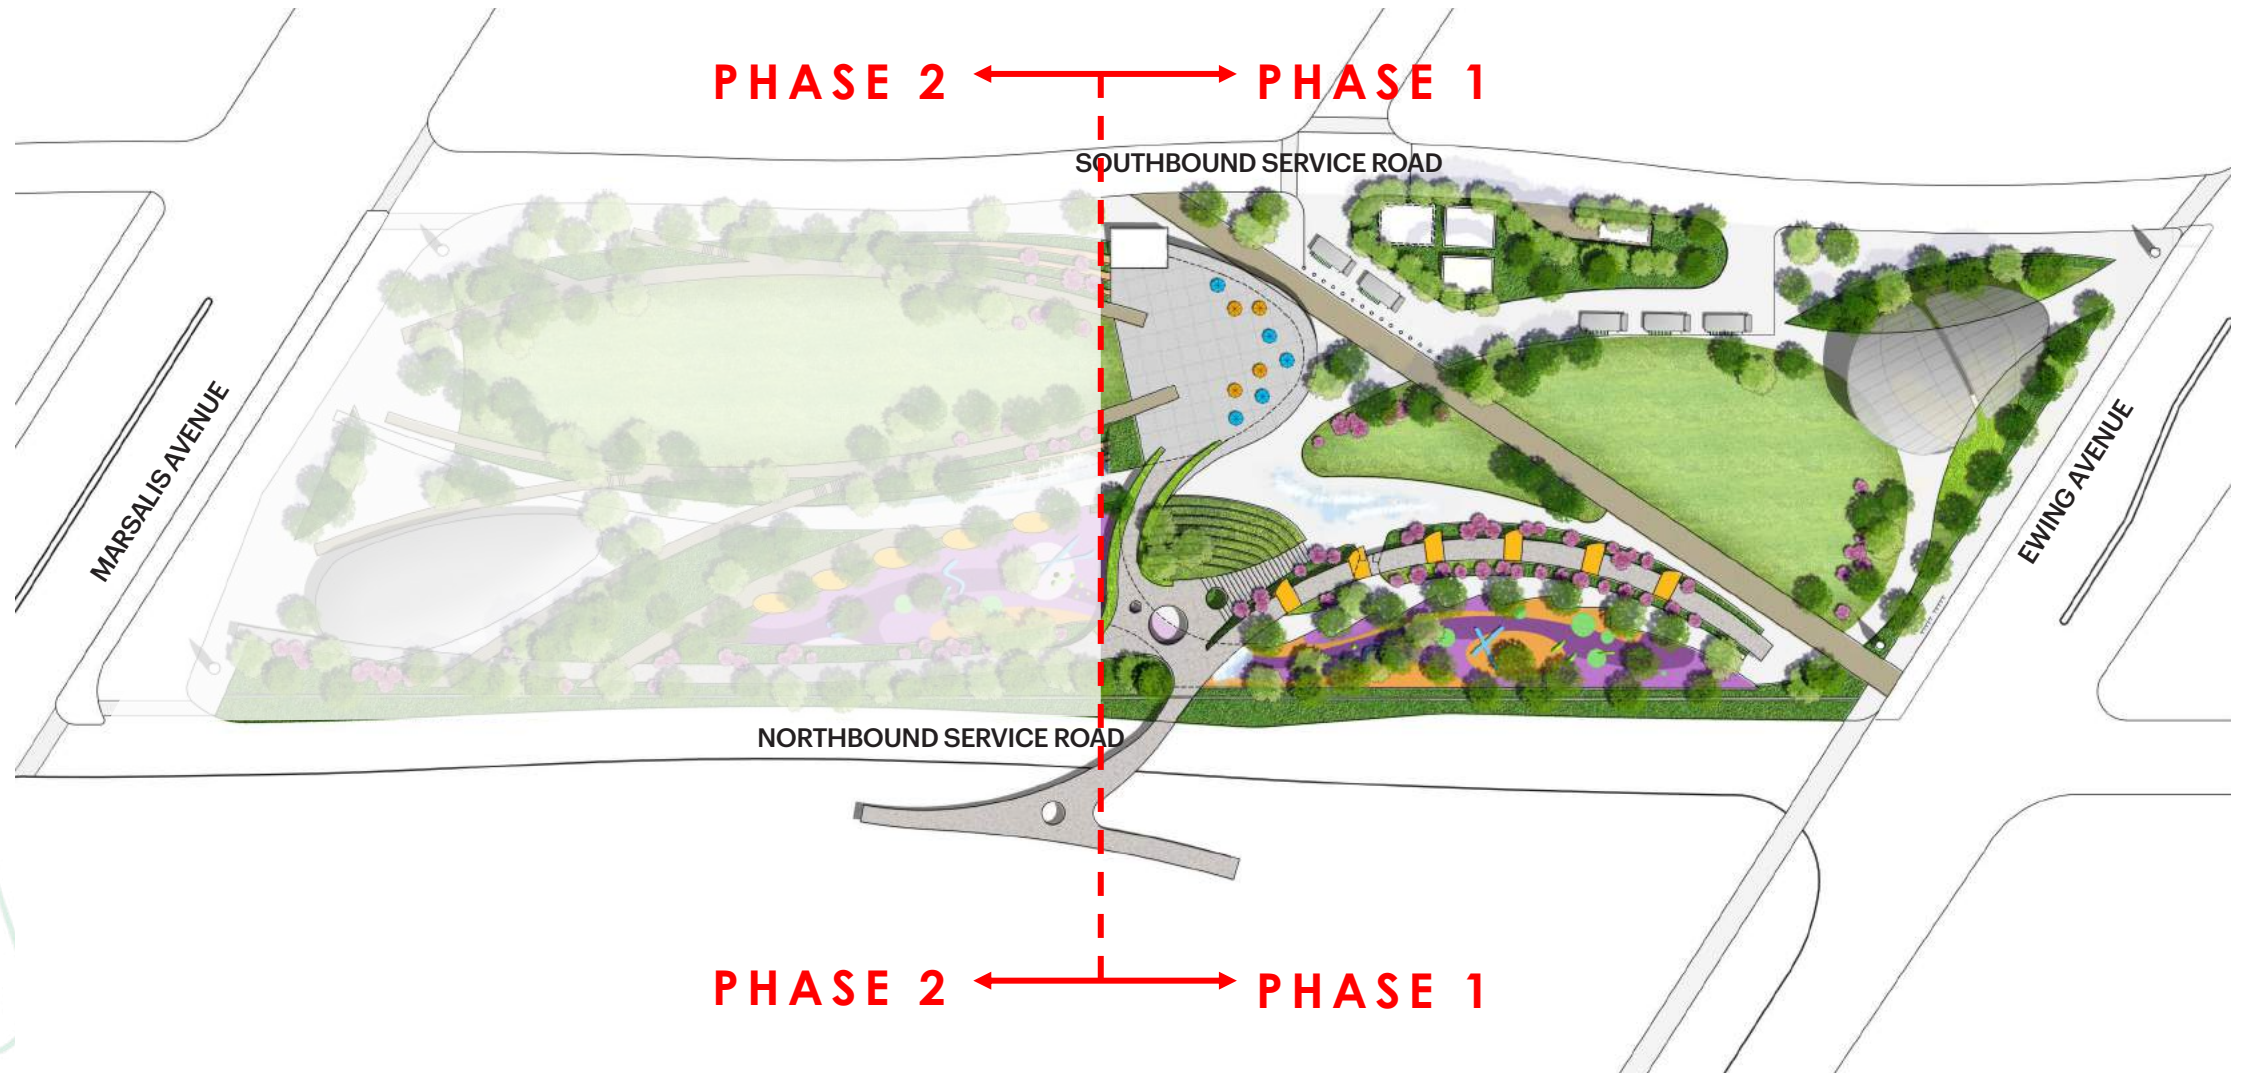 PHASE 2
PHASE 1
SOUTHBOUND SERVICE ROAD
MARSALIS AVENUE
EWING AVENUE
NORTHBOUND SERVICE ROAD
PHASE 2
PHASE 1